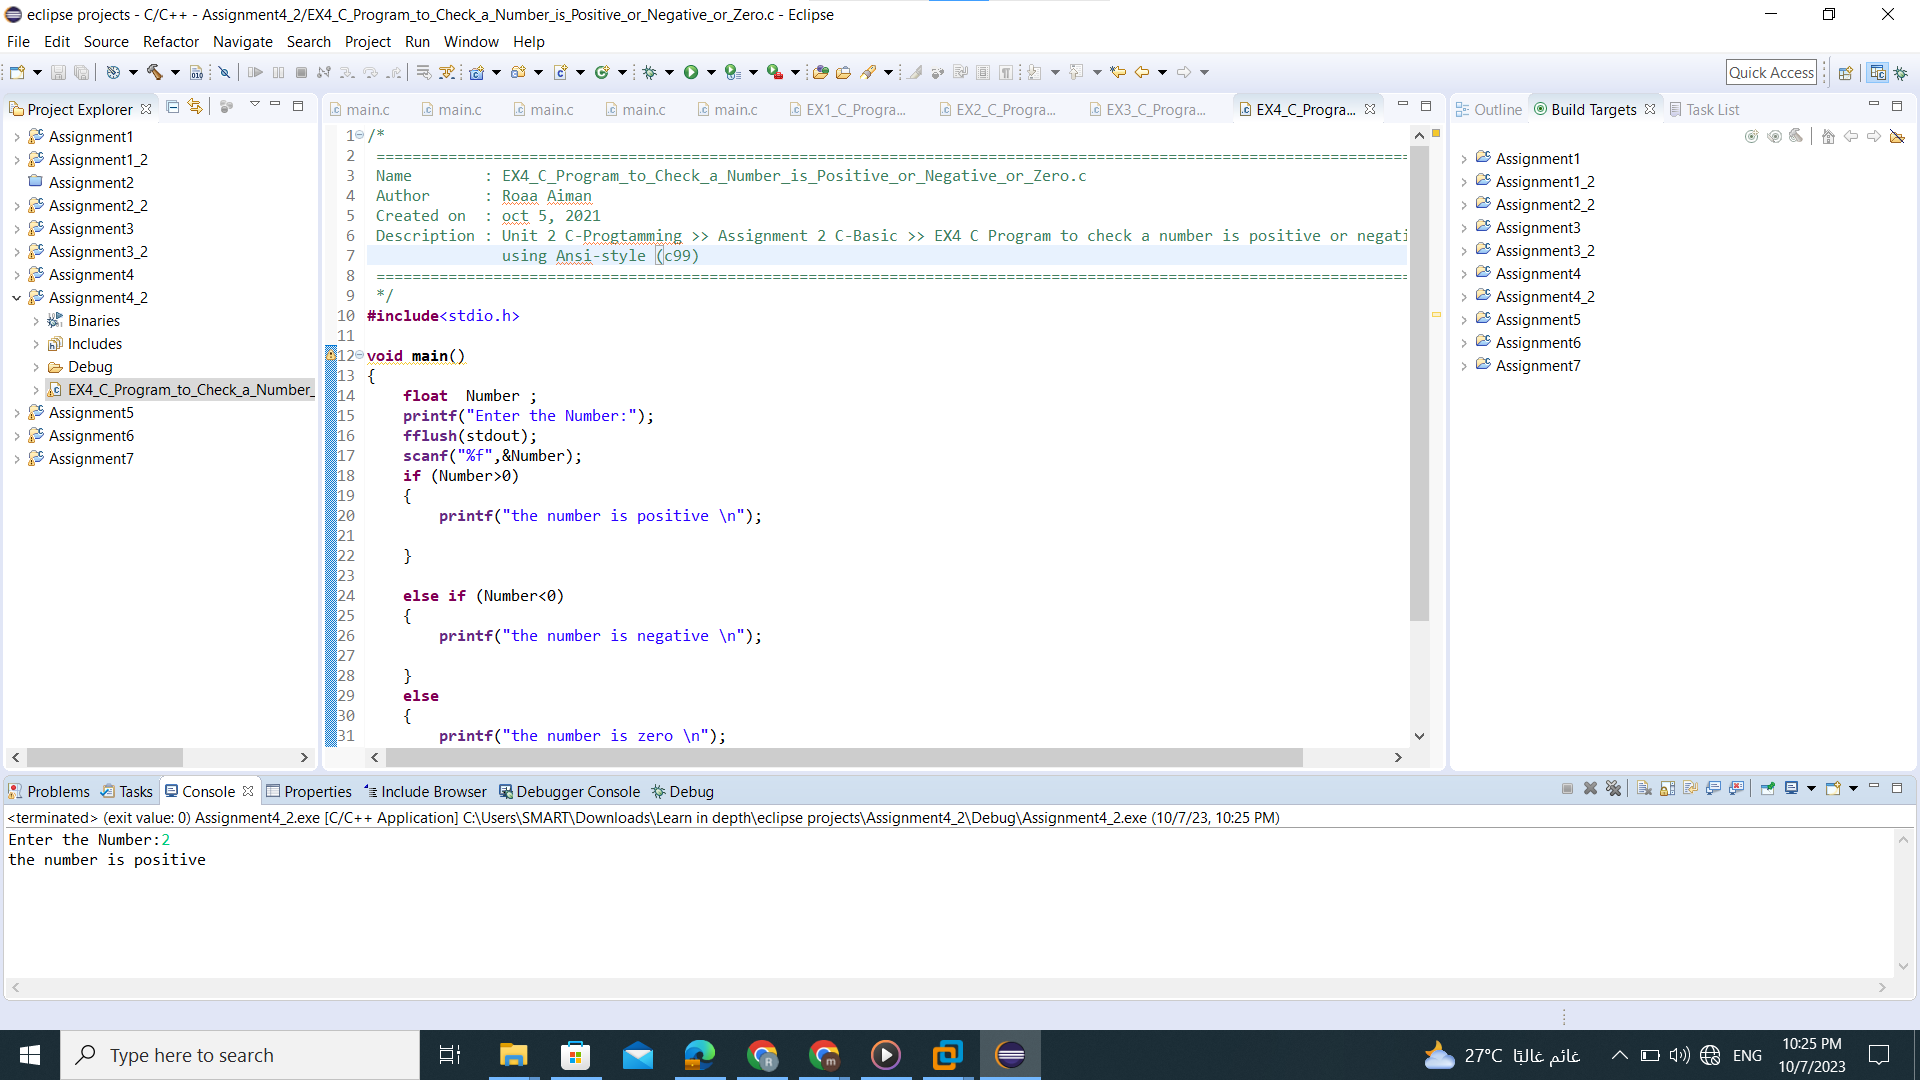 eclipse projects - C/C++ - Assignment4_2/EX4_C_Program_to_Check_a_Number_is_Positive_or_Negative_or_Zero.c - Eclipse
File Edit Source Refactor Navigate Search Project Run Window Help
Quick Access
Project Explorer
Assignment1
Assignment1_2
Assignment2
Assignment2_2
Assignment3
Assignment3_2
Assignment4
Assignment4_2
Binaries
Includes
Debug
EX4_C_Program_to_Check_a_Number_
Assignment5
Assignment6
Assignment7
main.c main.c main.c main.c main.c EX1_C_Progra... EX2_C_Progra... EX3_C_Progra... EX4_C_Progra...
1 /*
2 ===================================================================================================================
3 Name : EX4_C_Program_to_Check_a_Number_is_Positive_or_Negative_or_Zero.c
4 Author : Roaa Aiman
5 Created on : oct 5, 2021
6 Description : Unit 2 C-Progtamming >> Assignment 2 C-Basic >> EX4 C Program to check a number is positive or negati
7 using Ansi-style (c99)
8 ===================================================================================================================
9 */
10 #include<stdio.h>
11
12 void main()
13 {
14 float Number ;
15 printf("Enter the Number:");
16 fflush(stdout);
17 scanf("%f",&Number);
18 if (Number>0)
19 {
20 printf("the number is positive \n");
21
22 }
23
24 else if (Number<0)
25 {
26 printf("the number is negative \n");
27
28 }
29 else
30 {
31 printf("the number is zero \n");
Outline Build Targets Task List
Assignment1
Assignment1_2
Assignment2_2
Assignment3
Assignment3_2
Assignment4
Assignment4_2
Assignment5
Assignment6
Assignment7
Problems Tasks Console Properties Include Browser Debugger Console Debug
<terminated> (exit value: 0) Assignment4_2.exe [C/C++ Application] C:\Users\SMART\Downloads\Learn in depth\eclipse projects\Assignment4_2\Debug\Assignment4_2.exe (10/7/23, 10:25 PM)
Enter the Number:2
the number is positive
Type here to search
27°C غائم غالبًا
ENG
10:25 PM
10/7/2023